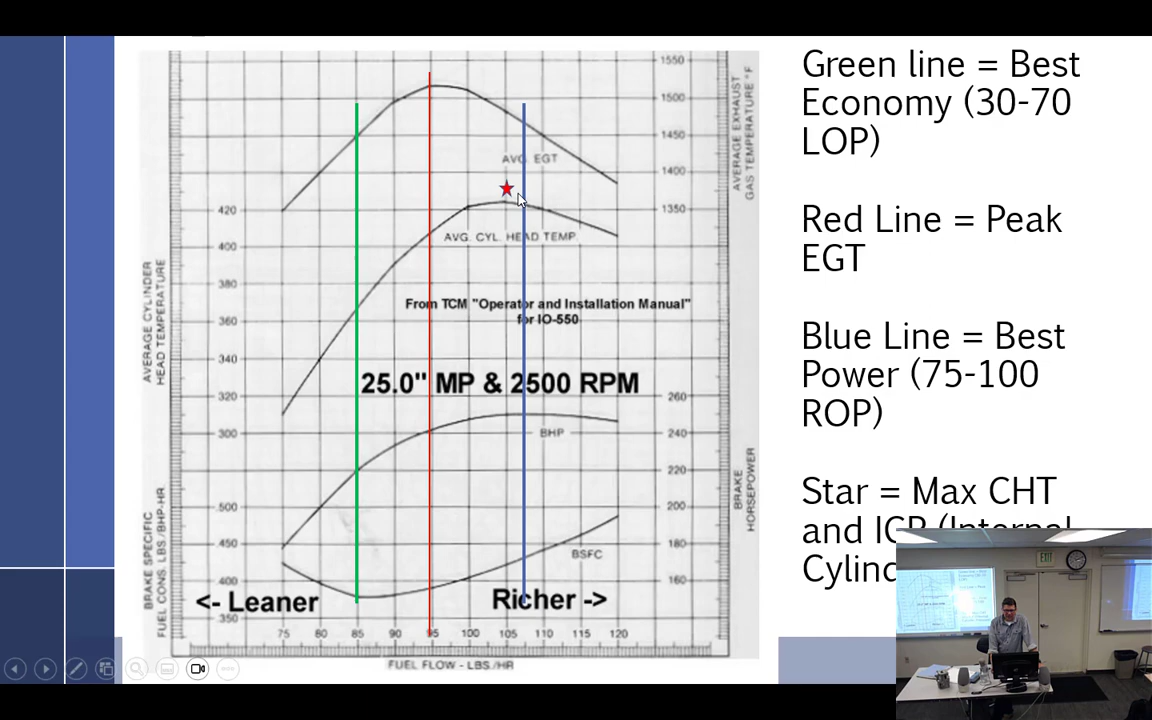 1550
1500
1450
1400
1350
AVERAGE EXHAUST
GAS TEMPERATURE °F
AVG. EGT
420
400
380
360
340
320
300
AVERAGE CYLINDER
HEAD TEMPERATURE
AVG. CYL. HEAD TEMP.
From TCM "Operator and Installation Manual"
for IO-550
25.0" MP & 2500 RPM
260
240
220
200
180
160
BRAKE
HORSEPOWER
BHP
.500
.450
.400
.350
BRAKE SPECIFIC
FUEL CONS. LBS./BHP-HR
BSFC
<- Leaner
Richer ->
75 80 85 90 95 100 105 110 115 120
FUEL FLOW - LBS./HR
Green line = Best
Economy (30-70
LOP)
Red Line = Peak
EGT
Blue Line = Best
Power (75-100
ROP)
Star = Max CHT
and ICP (Internal
EXIT